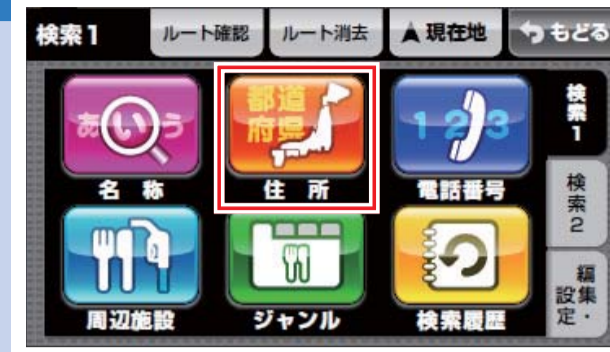 検索1
ルート確認
ルート消去
現在地
もどる
あいう
名 称
都道
府県
住 所
123
電話番号
周辺施設
ジャンル
検索履歴
検索1
検索2
編集・
設定